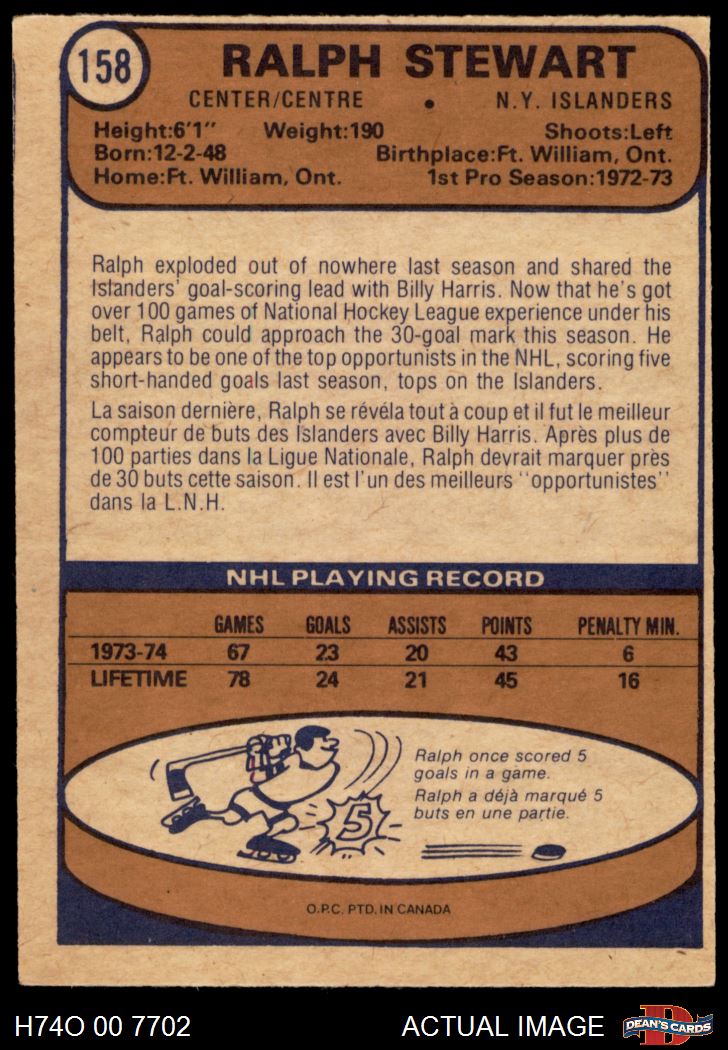 158
RALPH STEWART
CENTER/CENTRE • N.Y. ISLANDERS
Height:6'1" Weight:190 Shoots:Left
Born:12-2-48 Birthplace:Ft. William, Ont.
Home:Ft. William, Ont. 1st Pro Season:1972-73
Ralph exploded out of nowhere last season and shared the
Islanders' goal-scoring lead with Billy Harris. Now that he's got
over 100 games of National Hockey League experience under his
belt, Ralph could approach the 30-goal mark this season. He
appears to be one of the top opportunists in the NHL, scoring five
short-handed goals last season, tops on the Islanders.
La saison dernière, Ralph se révéla tout à coup et il fut le meilleur
compteur de buts des Islanders avec Billy Harris. Après plus de
100 parties dans la Ligue Nationale, Ralph devrait marquer près
de 30 buts cette saison. Il est l'un des meilleurs ''opportunistes''
dans la L.N.H.
NHL PLAYING RECORD
GAMES GOALS ASSISTS POINTS PENALTY MIN.
1973-74 67 23 20 43 6
LIFETIME 78 24 21 45 16
Ralph once scored 5
goals in a game.
Ralph a déjà marqué 5
buts en une partie.
5
O.P.C. PTD. IN CANADA
H74O 00 7702 ACTUAL IMAGE
D
DEAN'S CARDS